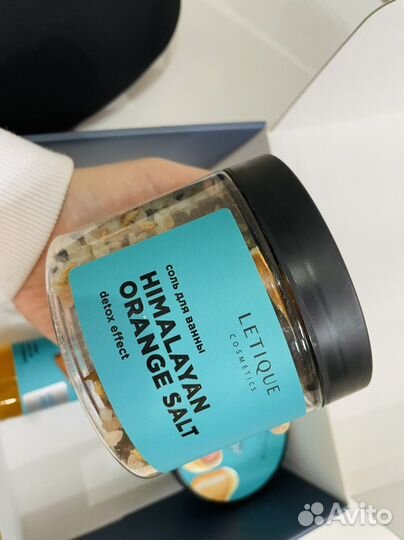 LETIQUE
COSMETICS
соль для ванны
HIMALAYAN
ORANGE SALT
detox effect
Avito